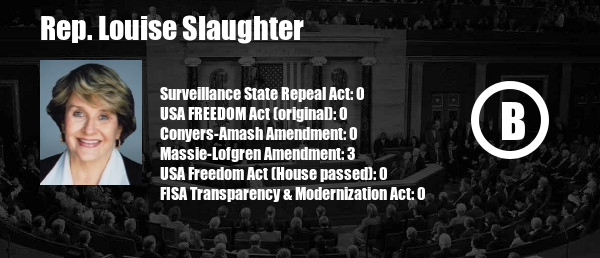 Rep. Louise Slaughter
Surveillance State Repeal Act: 0
USA FREEDOM Act (original): 0
Conyers-Amash Amendment: 0
Massie-Lofgren Amendment: 3
USA Freedom Act (House passed): 0
FISA Transparency & Modernization Act: 0
B